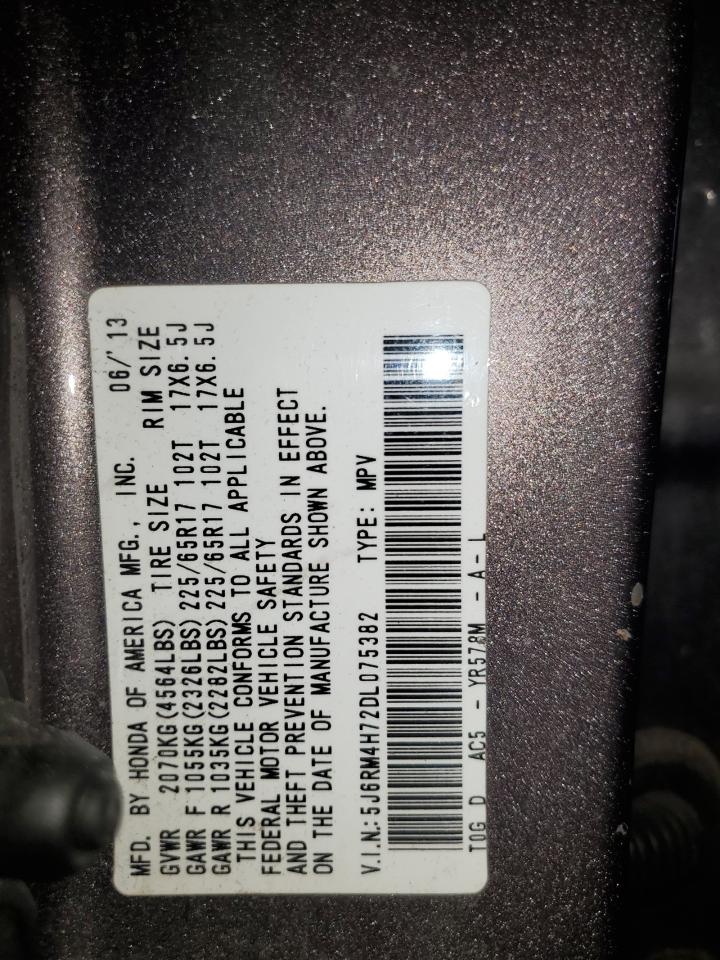 MFD. BY HONDA OF AMERICA MFG., INC. 06/'13
GVWR 2070KG(4564LBS) TIRE SIZE RIM SIZE
GAWR F 1055KG(2326LBS) 225/65R17 102T 17X6.5J
GAWR R 1035KG(2282LBS) 225/65R17 102T 17X6.5J
THIS VEHICLE CONFORMS TO ALL APPLICABLE
FEDERAL MOTOR VEHICLE SAFETY
AND THEFT PREVENTION STANDARDS IN EFFECT
ON THE DATE OF MANUFACTURE SHOWN ABOVE.
V.I.N.:5J6RM4H72DL075382 TYPE: MPV
T0G D AC5 - YR578M - A - L